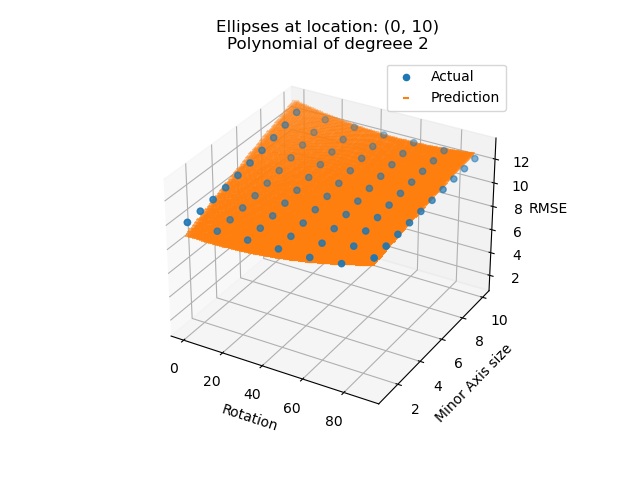 Ellipses at location: (0, 10)
Polynomial of degreee 2
Actual
Prediction
12
10
8
6
4
2
RMSE
0
20
40
60
80
Rotation
2
4
6
8
10
Minor Axis size